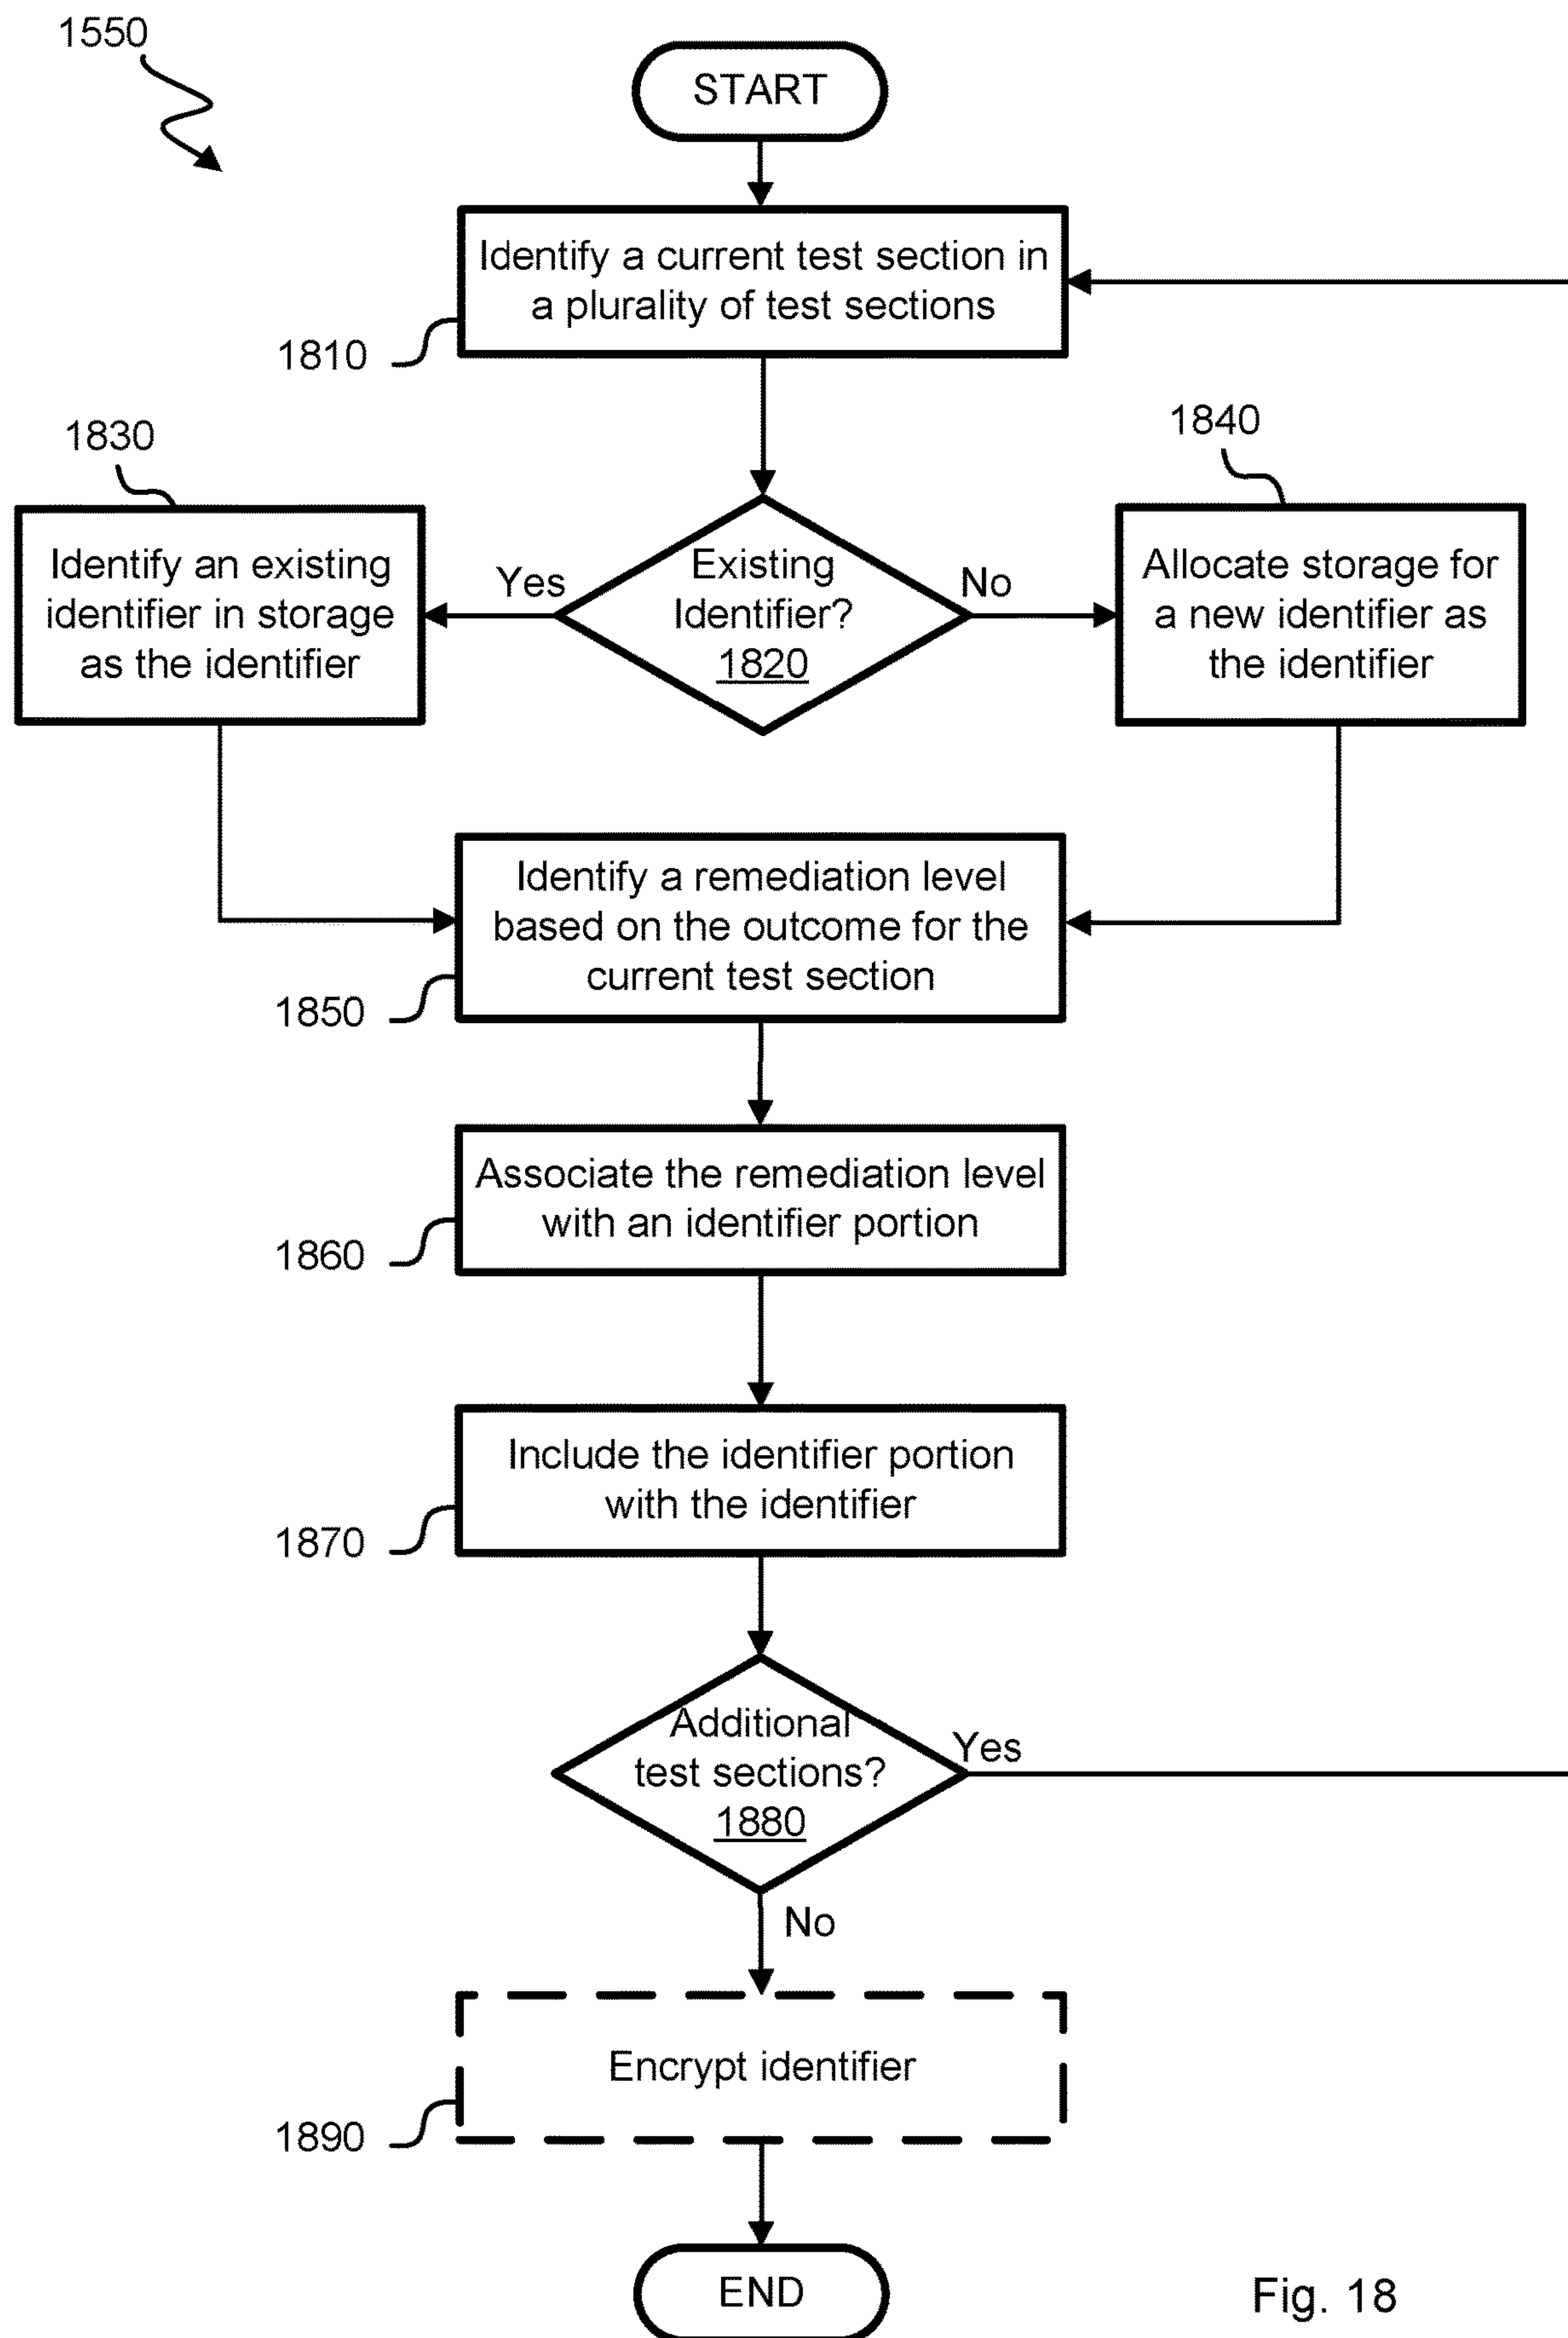 1550
START
Identify a current test section in
a plurality of test sections
1810
1830
1840
Identify an existing
identifier in storage
as the identifier
Yes
Existing
Identifier?
1820
No
Allocate storage for
a new identifier as
the identifier
Identify a remediation level
based on the outcome for the
current test section
1850
Associate the remediation level
with an identifier portion
1860
Include the identifier portion
with the identifier
1870
Additional
test sections?
1880
Yes
No
Encrypt identifier
1890
END
Fig. 18